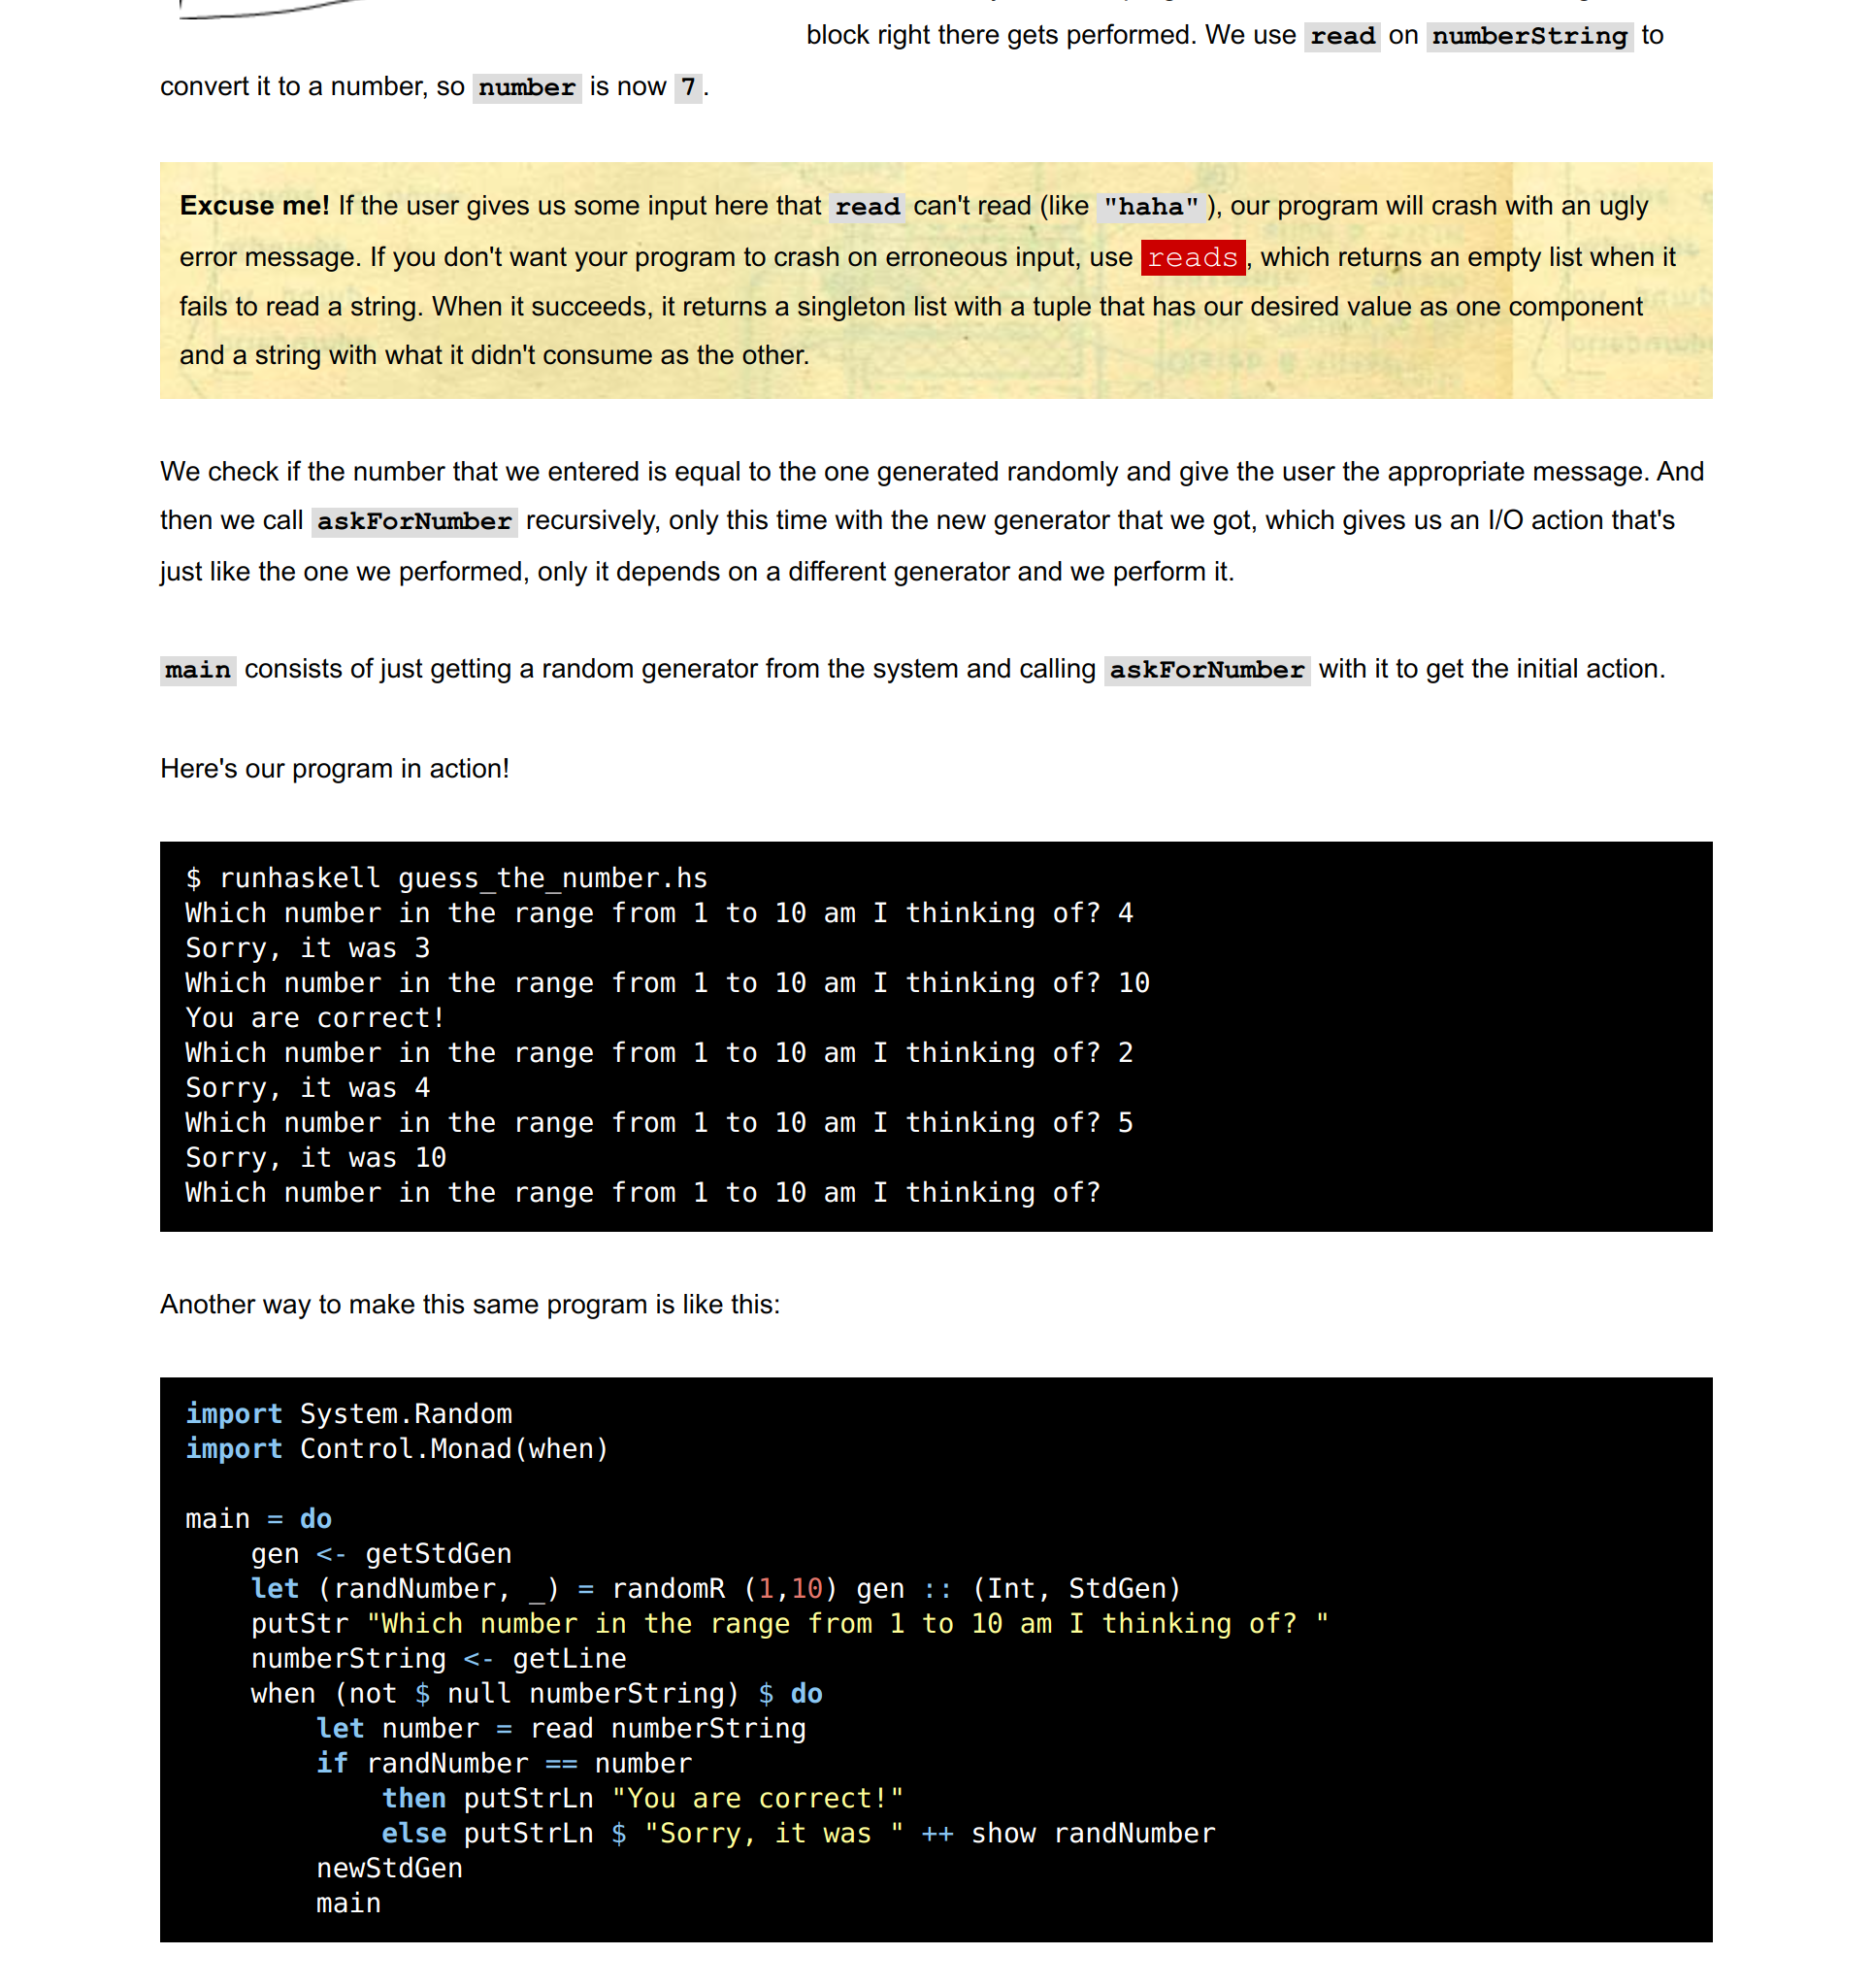 block right there gets performed. We use read on numberString to
convert it to a number, so number is now 7.
Excuse me! If the user gives us some input here that read can't read (like "haha"), our program will crash with an ugly
error message. If you don't want your program to crash on erroneous input, use reads, which returns an empty list when it
fails to read a string. When it succeeds, it returns a singleton list with a tuple that has our desired value as one component
and a string with what it didn't consume as the other.
We check if the number that we entered is equal to the one generated randomly and give the user the appropriate message. And
then we call askForNumber recursively, only this time with the new generator that we got, which gives us an I/O action that's
just like the one we performed, only it depends on a different generator and we perform it.
main consists of just getting a random generator from the system and calling askForNumber with it to get the initial action.
Here's our program in action!
$ runhaskell guess_the_number.hs
Which number in the range from 1 to 10 am I thinking of? 4
Sorry, it was 3
Which number in the range from 1 to 10 am I thinking of? 10
You are correct!
Which number in the range from 1 to 10 am I thinking of? 2
Sorry, it was 4
Which number in the range from 1 to 10 am I thinking of? 5
Sorry, it was 10
Which number in the range from 1 to 10 am I thinking of?
Another way to make this same program is like this:
import System.Random
import Control.Monad(when)
main = do
    gen <- getStdGen
    let (randNumber, _) = randomR (1,10) gen :: (Int, StdGen)
    putStr "Which number in the range from 1 to 10 am I thinking of? "
    numberString <- getLine
    when (not $ null numberString) $ do
        let number = read numberString
        if randNumber == number
            then putStrLn "You are correct!"
            else putStrLn $ "Sorry, it was " ++ show randNumber
        newStdGen
        main